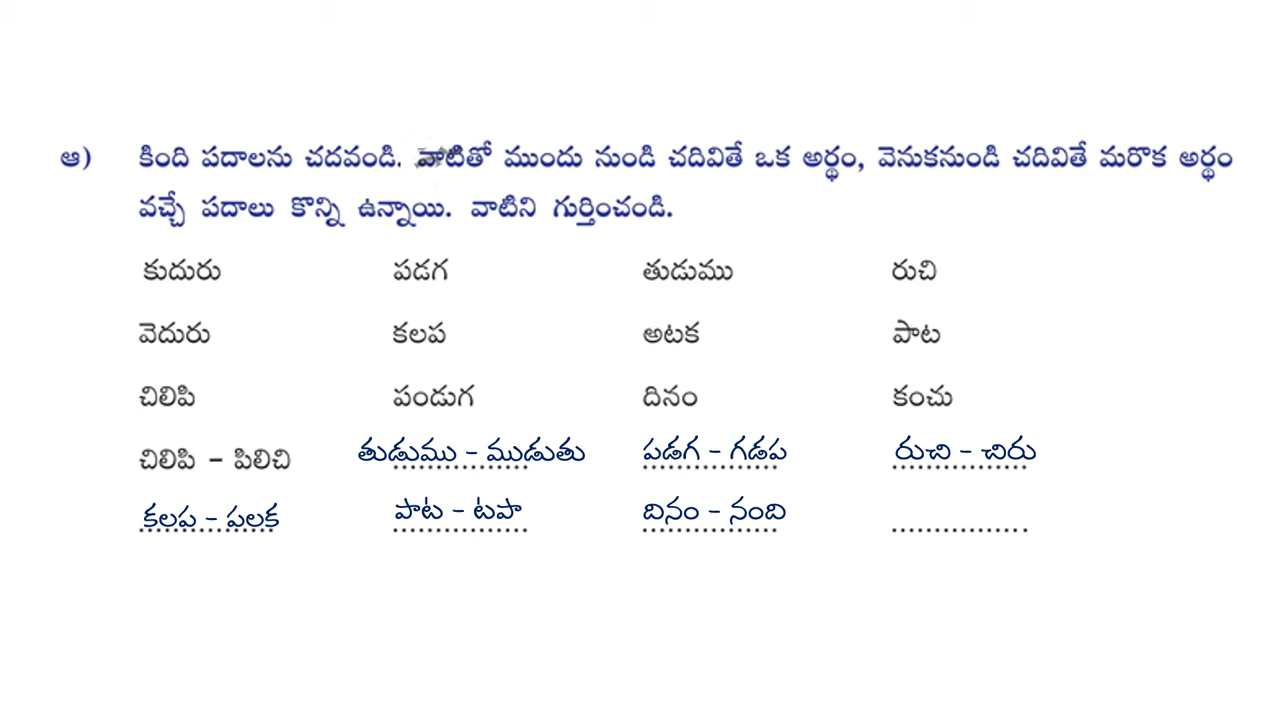 ఆ) కింది పదాలను చదవండి. వాటితో ముందు నుండి చదివితే ఒక అర్థం, వెనుకనుండి చదివితే మరొక అర్థం
వచ్చే పదాలు కొన్ని ఉన్నాయి. వాటిని గుర్తించండి.
కుదురు పడగ తుడుము రుచి
వెదురు కలప అటక పాట
చిలిపి పండుగ దినం కంచు
చిలిపి – పిలిచి తుడుము – ముడుతు పడగ – గడప రుచి – చిరు
కలప – పలక పాట – టపా దినం – నంది ...............